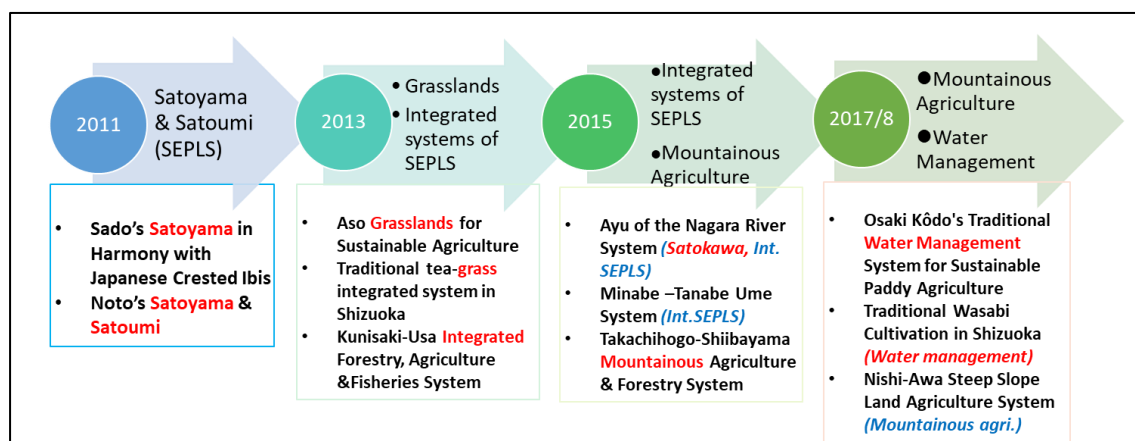 2011
Satoyama
& Satoumi
(SEPLS)
• Sado's Satoyama in
Harmony with
Japanese Crested Ibis
• Noto's Satoyama &
Satoumi
2013
• Grasslands
• Integrated
systems of
SEPLS
• Aso Grasslands for
Sustainable Agriculture
• Traditional tea-grass
integrated system in
Shizuoka
• Kunisaki-Usa Integrated
Forestry, Agriculture
&Fisheries System
2015
●Integrated
systems of
SEPLS
●Mountainous
Agriculture
• Ayu of the Nagara River
System (Satokawa, Int.
SEPLS)
• Minabe –Tanabe Ume
System (Int.SEPLS)
• Takachihogo-Shiibayama
Mountainous Agriculture
& Forestry System
2017/8
● Mountainous
Agriculture
● Water
Management
• Osaki Kôdo's Traditional
Water Management
System for Sustainable
Paddy Agriculture
• Traditional Wasabi
Cultivation in Shizuoka
(Water management)
• Nishi-Awa Steep Slope
Land Agriculture System
(Mountainous agri.)